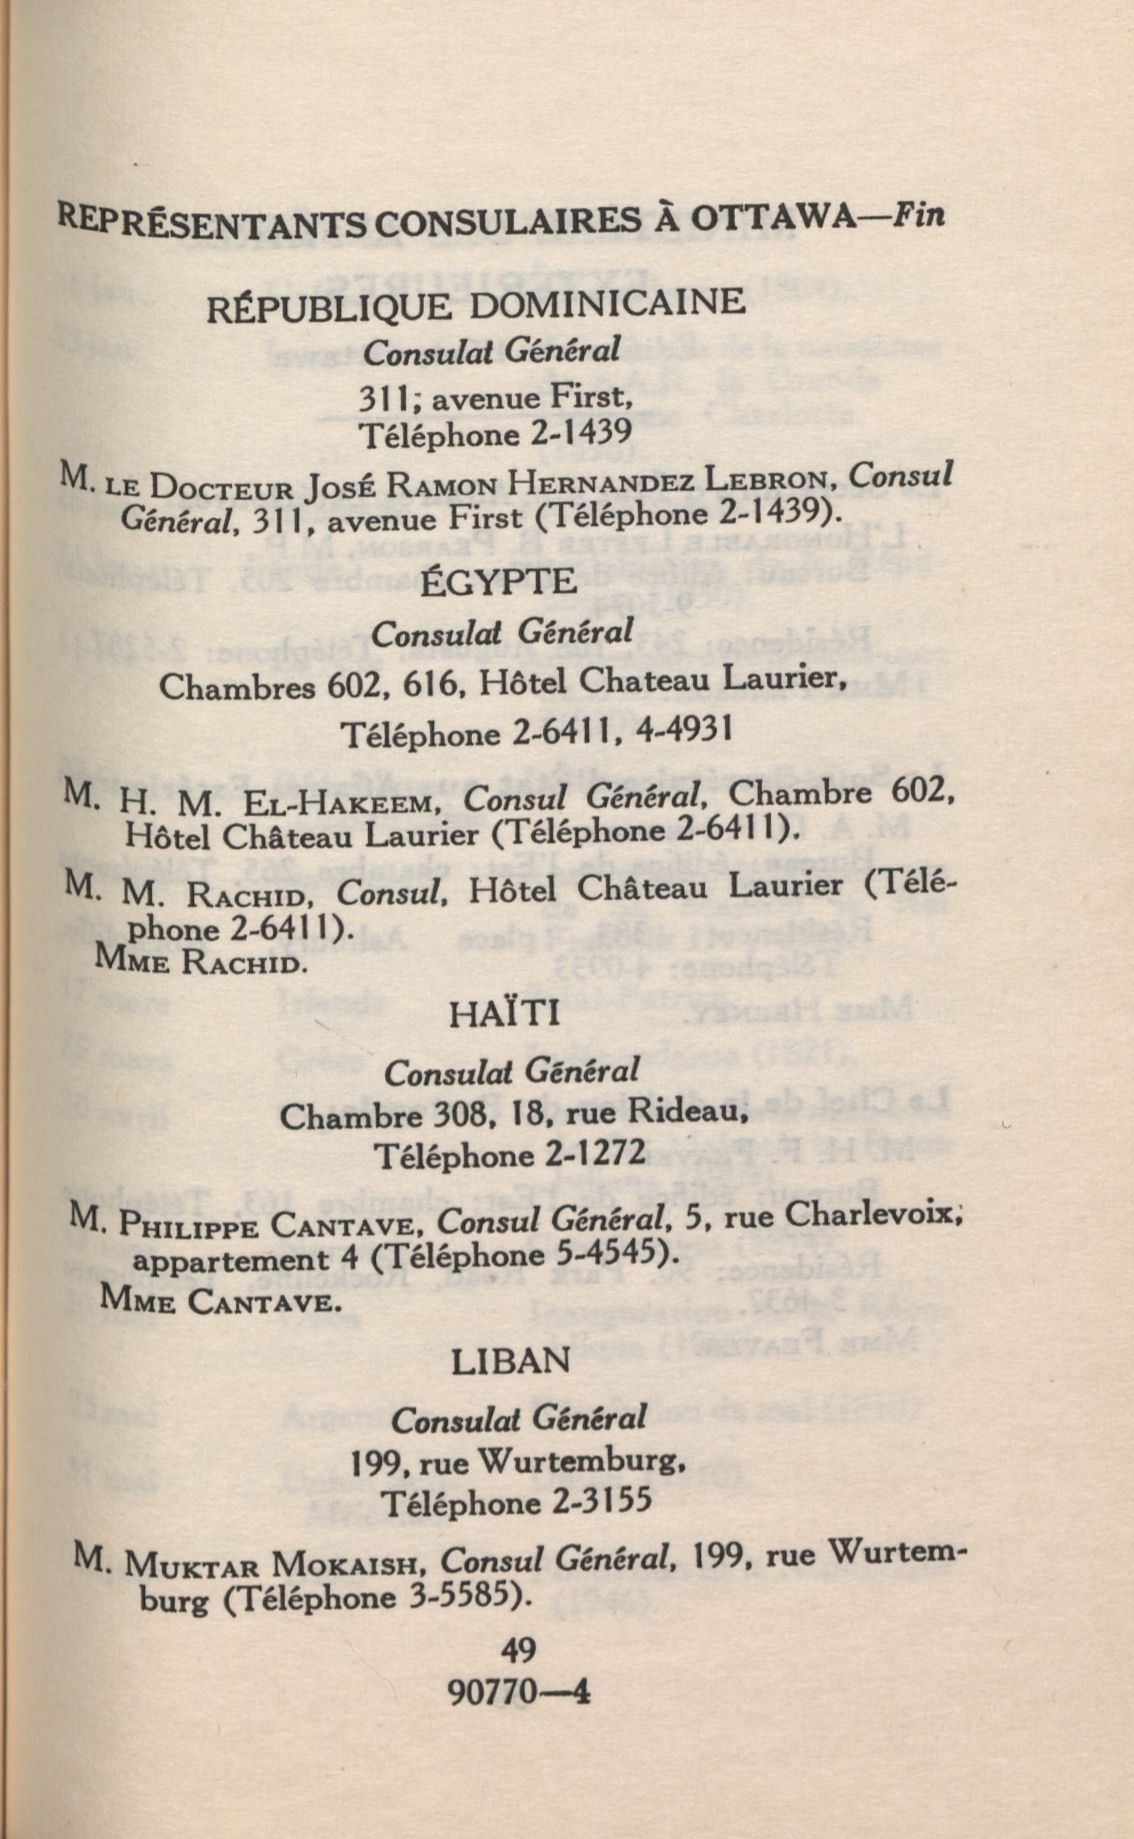 REPRÉSENTANTS CONSULAIRES À OTTAWA—Fin
RÉPUBLIQUE DOMINICAINE
Consulat Général
311; avenue First,
Téléphone 2-1439
M. LE DOCTEUR JOSÉ RAMON HERNANDEZ LEBRON, Consul
Général, 311, avenue First (Téléphone 2-1439).
ÉGYPTE
Consulat Général
Chambres 602, 616, Hôtel Chateau Laurier,
Téléphone 2-6411, 4-4931
M. H. M. EL-HAKEEM, Consul Général, Chambre 602,
Hôtel Château Laurier (Téléphone 2-6411).
M. M. RACHID, Consul, Hôtel Château Laurier (Télé-
phone 2-6411).
MME RACHID.
HAÏTI
Consulat Général
Chambre 308, 18, rue Rideau,
Téléphone 2-1272
M. PHILIPPE CANTAVE, Consul Général, 5, rue Charlevoix,
appartement 4 (Téléphone 5-4545).
MME CANTAVE.
LIBAN
Consulat Général
199, rue Wurtemburg,
Téléphone 2-3155
M. MUKTAR MOKAISH, Consul Général, 199, rue Wurtem-
burg (Téléphone 3-5585).
49
90770—4